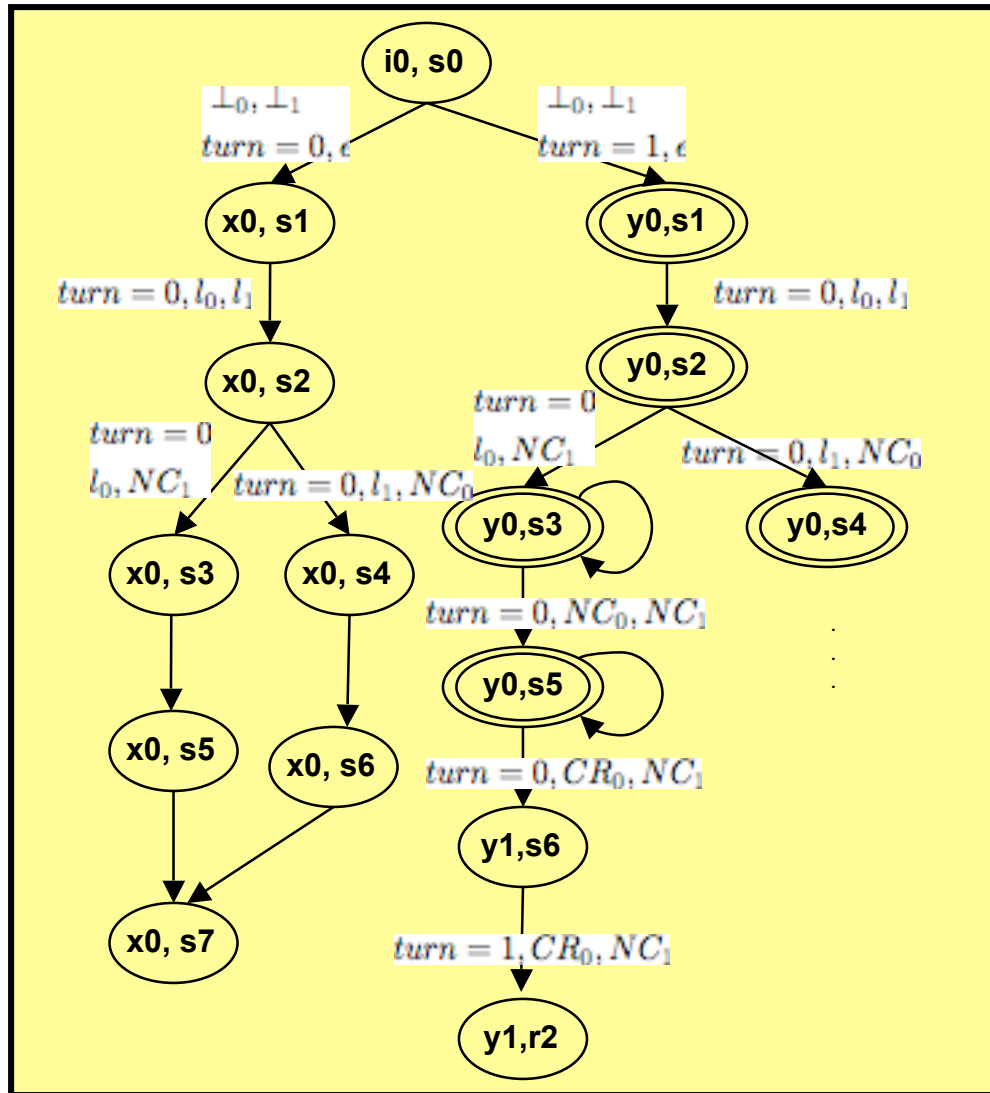 i0, s0
⊥₀, ⊥₁
turn = 0, ϵ
⊥₀, ⊥₁
turn = 1, ϵ
x0, s1
y0,s1
turn = 0, l₀, l₁
turn = 0, l₀, l₁
x0, s2
y0,s2
turn = 0
l₀, NC₁
turn = 0, l₁, NC₀
turn = 0
l₀, NC₁
turn = 0, l₁, NC₀
x0, s3
x0, s4
y0,s3
y0,s4
turn = 0, NC₀, NC₁
.
.
.
x0, s5
x0, s6
y0,s5
turn = 0, CR₀, NC₁
y1,s6
x0, s7
turn = 1, CR₀, NC₁
y1,r2